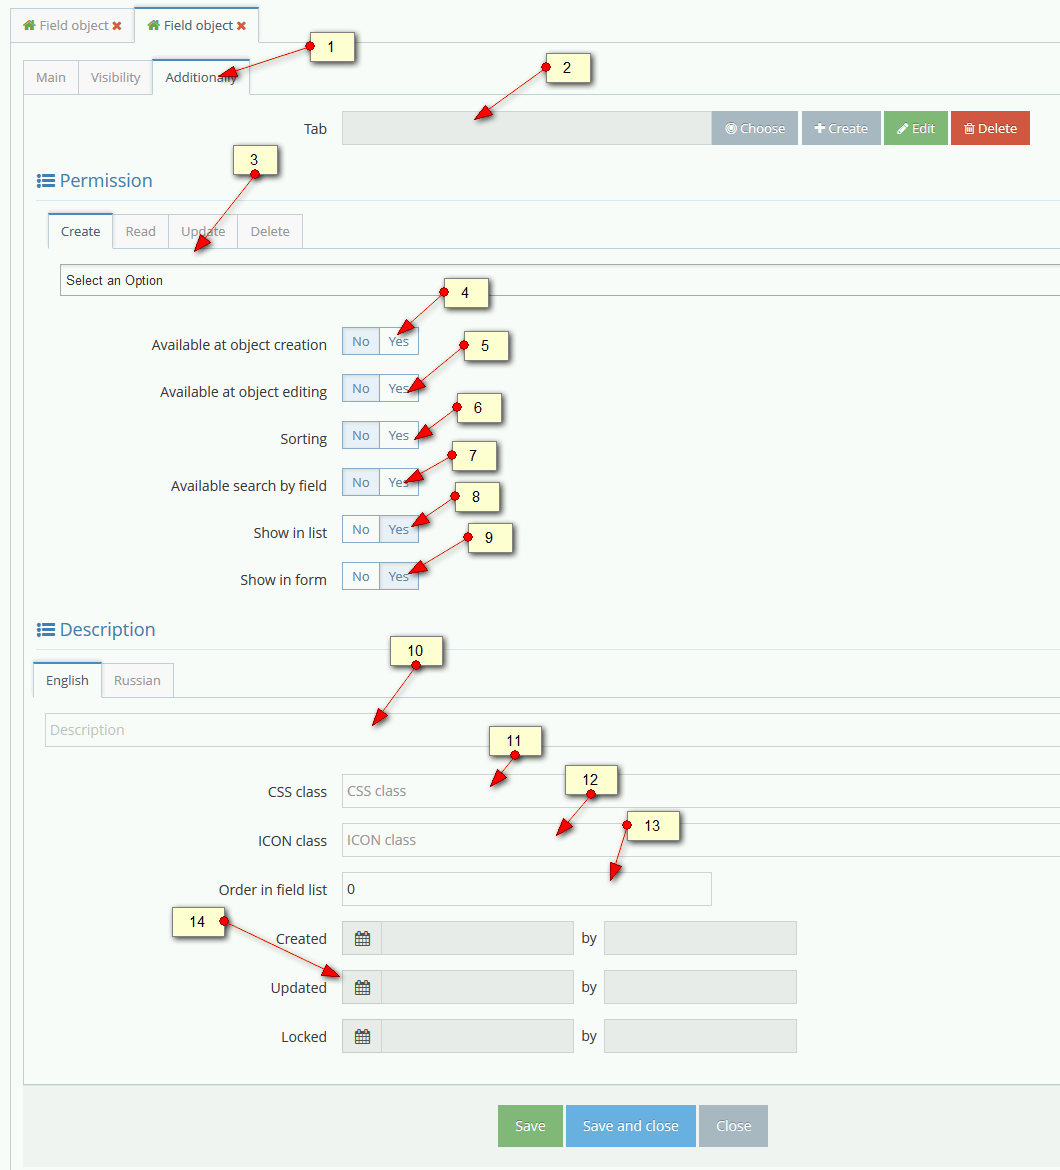 Field object Field object
1
Main Visibility Additionally
2
Tab Choose Create Edit Delete
3
Permission
Create Read Update Delete
Select an Option
4
Available at object creation No Yes
5
Available at object editing No Yes
6
Sorting No Yes
7
Available search by field No Yes
8
Show in list No Yes
9
Show in form No Yes
Description
10
English Russian
Description
11
CSS class CSS class
12
ICON class ICON class
13
Order in field list 0
14
Created by
Updated by
Locked by
Save Save and close Close